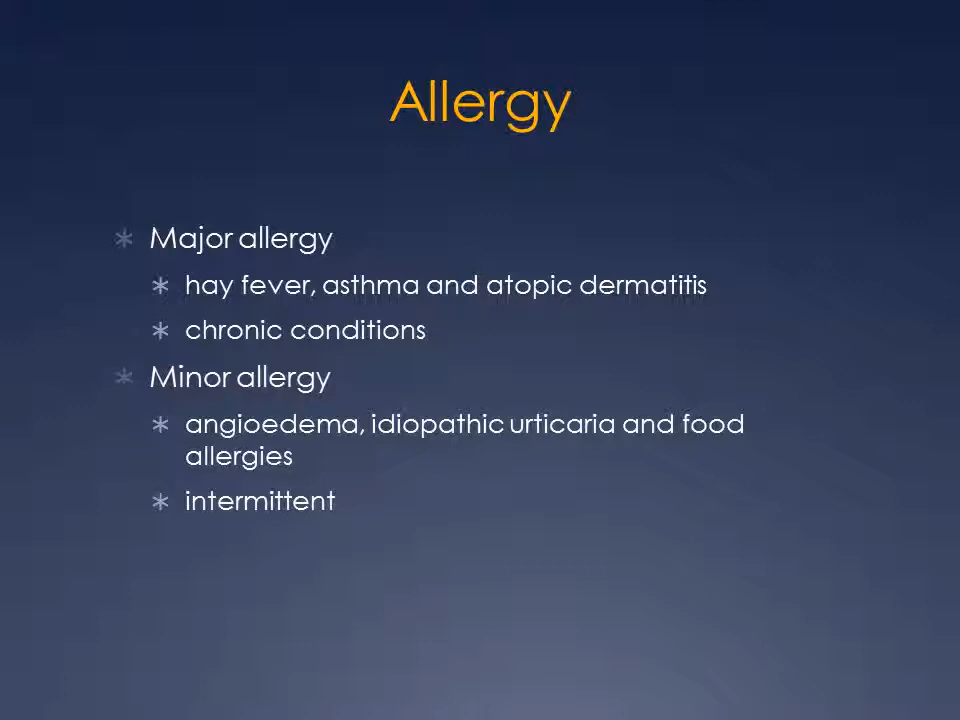 Allergy
Major allergy
hay fever, asthma and atopic dermatitis
chronic conditions
Minor allergy
angioedema, idiopathic urticaria and food
allergies
intermittent